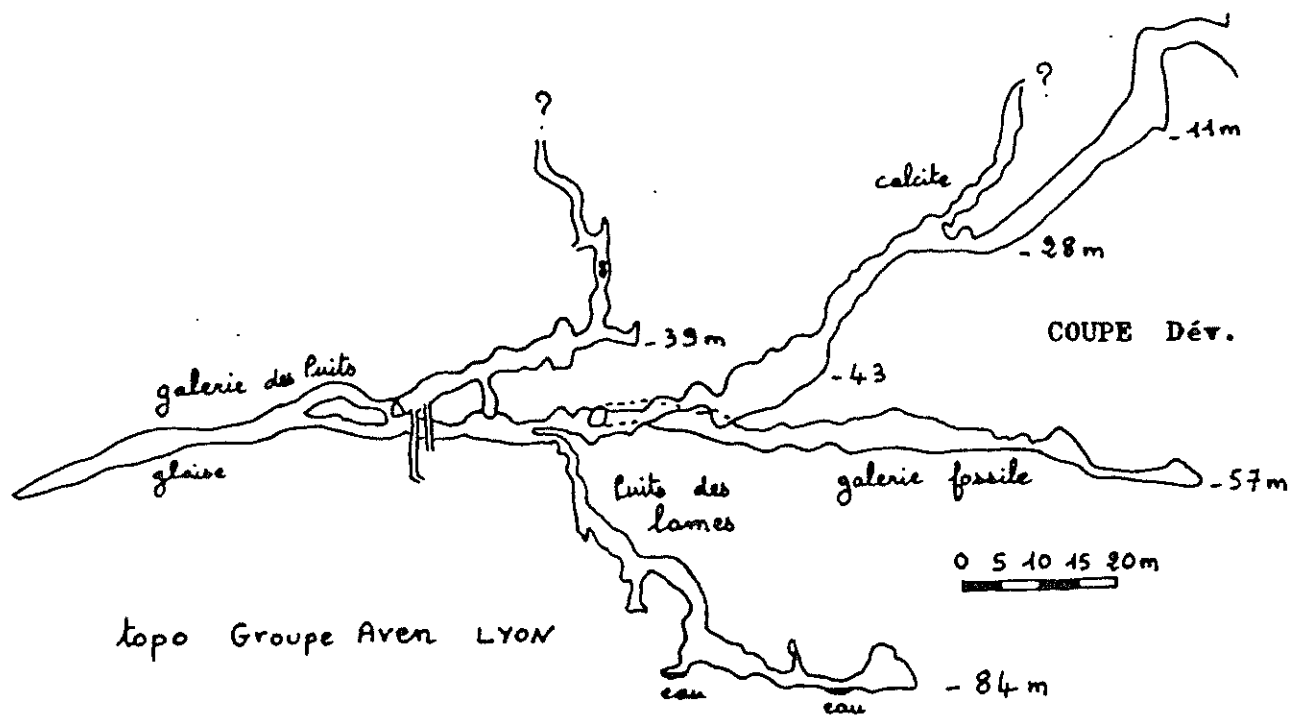 ?
?
- 11m
calcite
- 28m
COUPE Dév.
- 39m
galerie des Puits
- 43
glaise
Puits des
lames
galerie fossile
- 57m
0 5 10 15 20m
topo Groupe Aven LYON
eau
eau
- 84m